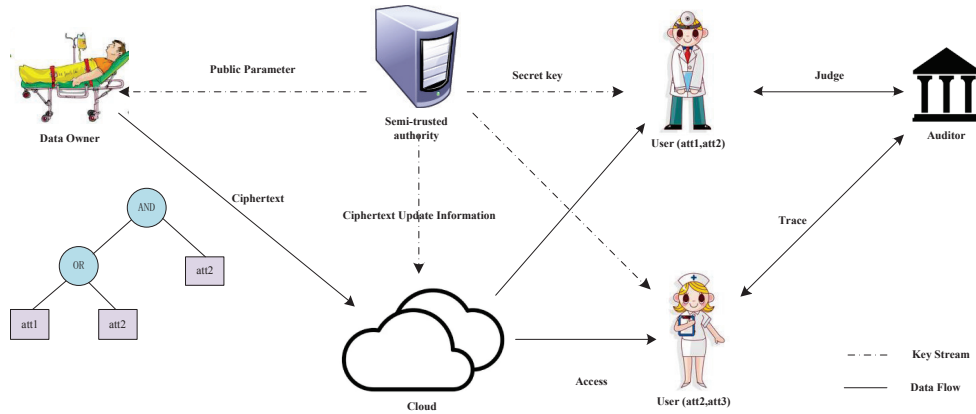 Public Parameter
Secret key
Judge
Data Owner
Semi-trusted
authority
User (att1,att2)
Auditor
Ciphertext
AND
Ciphertext Update Information
Trace
OR
att2
att1
att2
Access
Key Stream
Data Flow
Cloud
User (att2,att3)